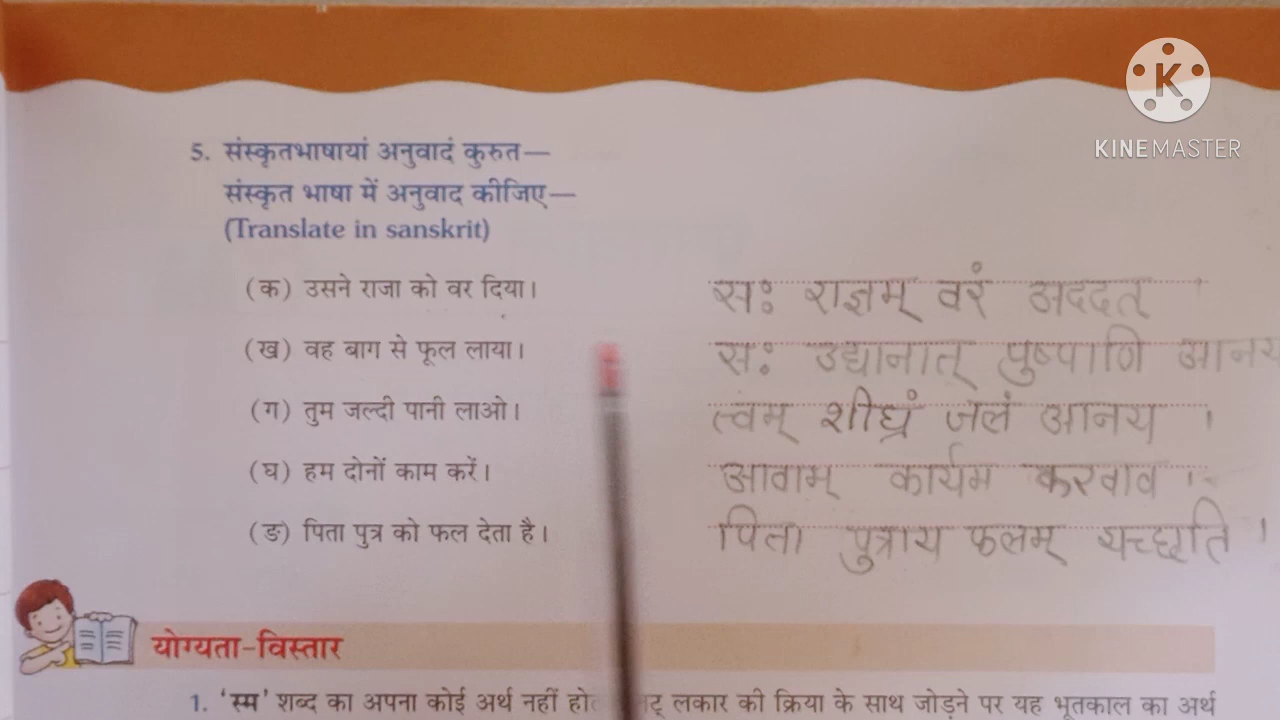 K
KINEMASTER
5. संस्कृतभाषायां अनुवादं कुरुत—
संस्कृत भाषा में अनुवाद कीजिए—
(Translate in sanskrit)
(क) उसने राजा को वर दिया। सः राज्ञम् वरं अददत् ।
(ख) वह बाग से फूल लाया। सः उद्यानात् पुष्पाणि
(ग) तुम जल्दी पानी लाओ। त्वम् शीघ्रं जलं आनय ।
(घ) हम दोनों काम करें। आवाम् कार्यम करवाव ।
(ङ) पिता पुत्र को फल देता है। पिता पुत्राय फलम् यच्छति ।
योग्यता-विस्तार
1. 'स्म' शब्द का अपना कोई अर्थ नहीं लकार की क्रिया के साथ जोड़ने पर यह भूतकाल का अर्थ